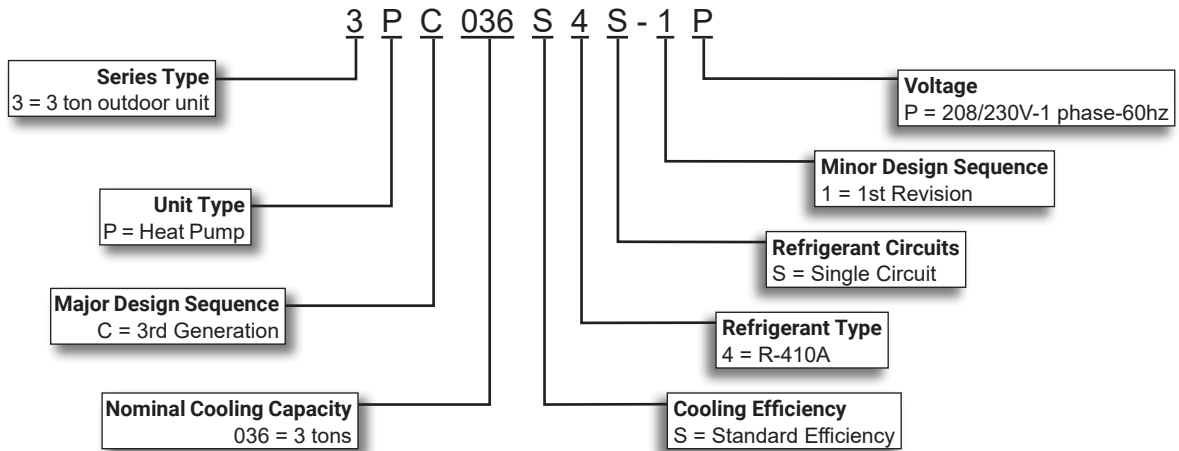 3 P C 036 S 4 S - 1 P
Series Type
3 = 3 ton outdoor unit
Voltage
P = 208/230V-1 phase-60hz
Minor Design Sequence
1 = 1st Revision
Unit Type
P = Heat Pump
Refrigerant Circuits
S = Single Circuit
Major Design Sequence
C = 3rd Generation
Refrigerant Type
4 = R-410A
Nominal Cooling Capacity
036 = 3 tons
Cooling Efficiency
S = Standard Efficiency